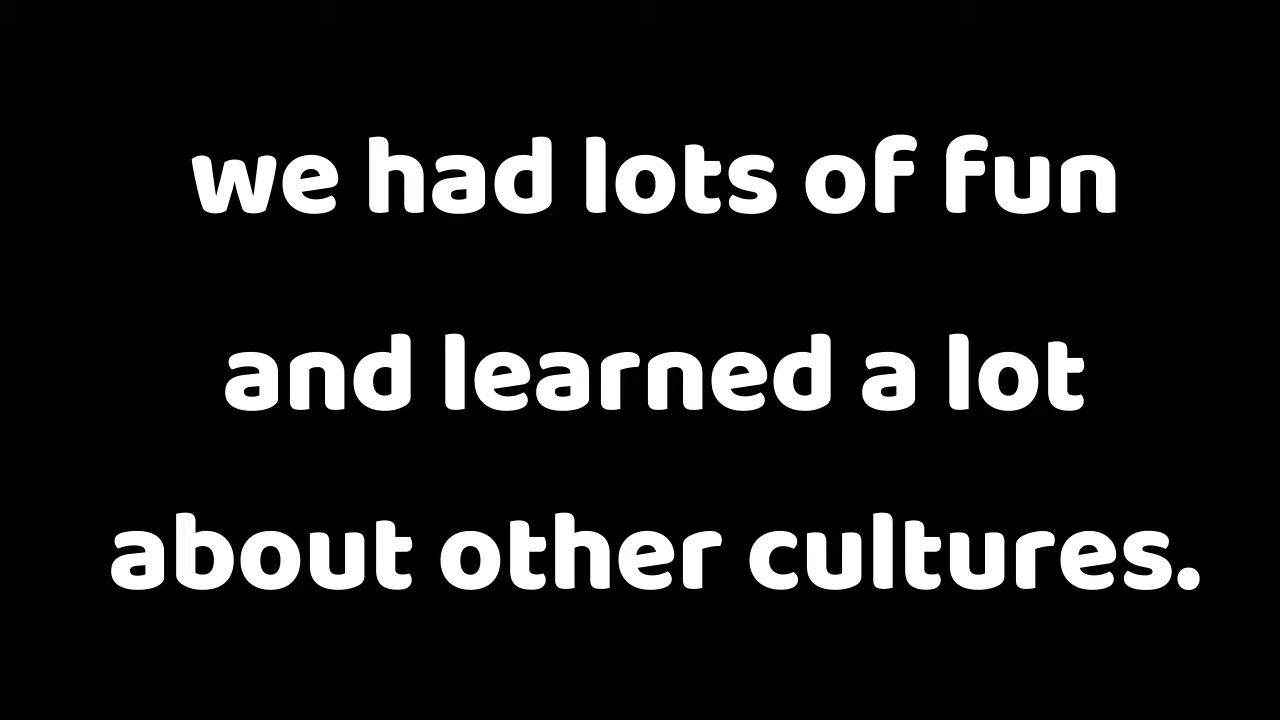 we had lots of fun
and learned a lot
about other cultures.